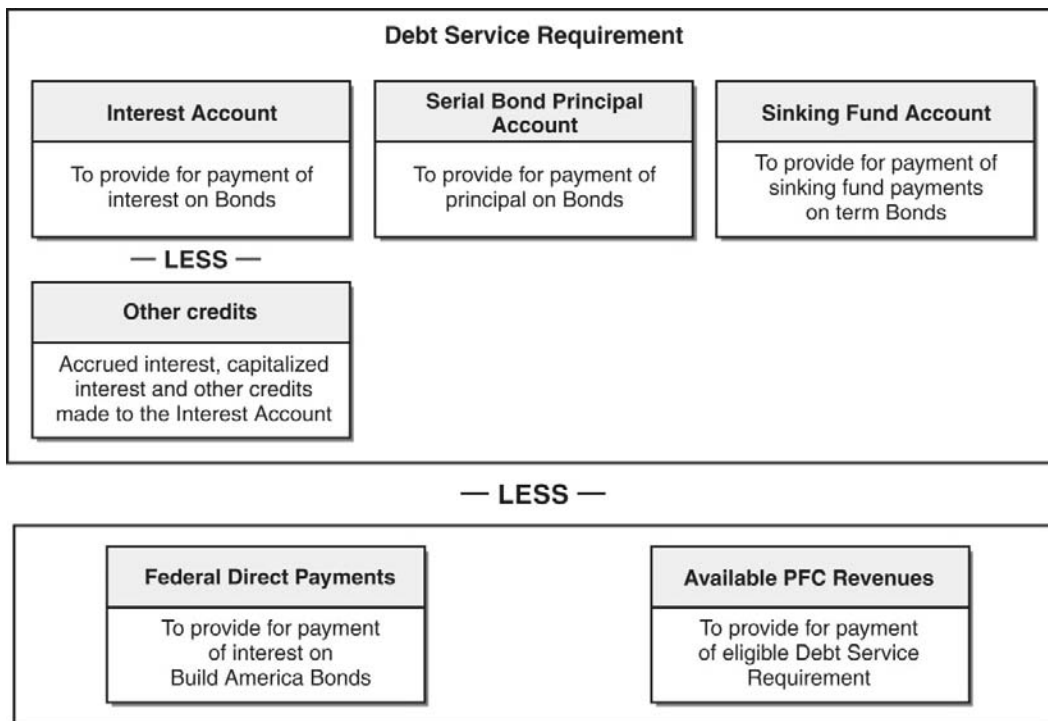 Debt Service Requirement
Interest Account
To provide for payment of
interest on Bonds
Serial Bond Principal
Account
To provide for payment of
principal on Bonds
Sinking Fund Account
To provide for payment of
sinking fund payments
on term Bonds
— LESS —
Other credits
Accrued interest, capitalized
interest and other credits
made to the Interest Account
— LESS —
Federal Direct Payments
To provide for payment
of interest on
Build America Bonds
Available PFC Revenues
To provide for payment
of eligible Debt Service
Requirement